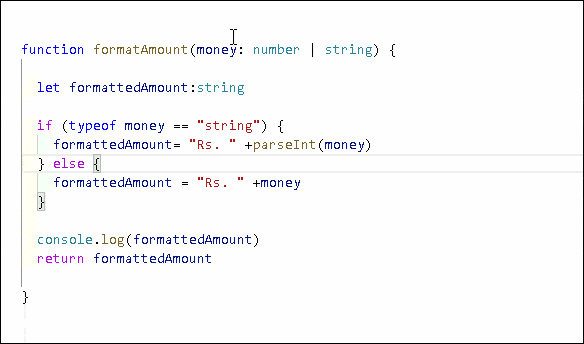 function formatAmount(money: number | string) {
let formattedAmount:string
if (typeof money == "string") {
formattedAmount= "Rs. " +parseInt(money)
} else {
formattedAmount = "Rs. " +money
}
console.log(formattedAmount)
return formattedAmount
}